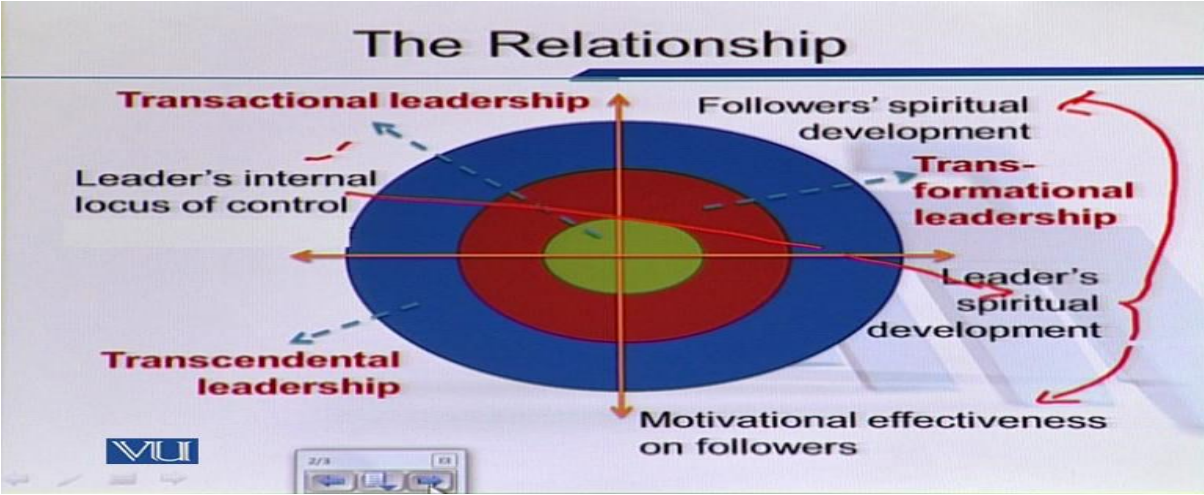 The Relationship
Transactional leadership
Followers' spiritual
development
Leader's internal
locus of control
Trans-
formational
leadership
Leader's
spiritual
development
Transcendental
leadership
Motivational effectiveness
on followers
VU
2/3